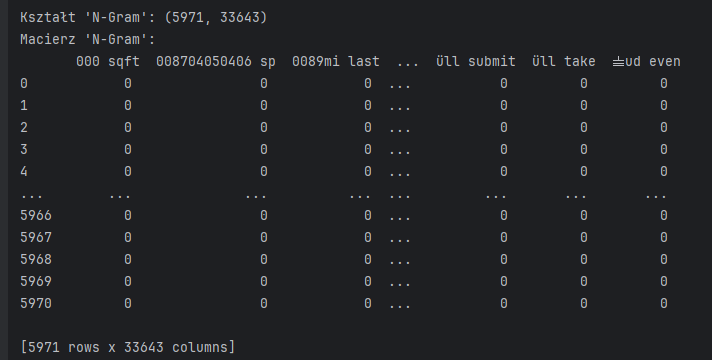 Kształt 'N-Gram': (5971, 33643)
Macierz 'N-Gram':
       000 sqft  008704050406 sp  0089mi last  ...  üll submit  üll take  even
0             0                0            0  ...           0         0         0
1             0                0            0  ...           0         0         0
2             0                0            0  ...           0         0         0
3             0                0            0  ...           0         0         0
4             0                0            0  ...           0         0         0
...         ...              ...          ...  ...         ...       ...       ...
5966          0                0            0  ...           0         0         0
5967          0                0            0  ...           0         0         0
5968          0                0            0  ...           0         0         0
5969          0                0            0  ...           0         0         0
5970          0                0            0  ...           0         0         0
[5971 rows x 33643 columns]